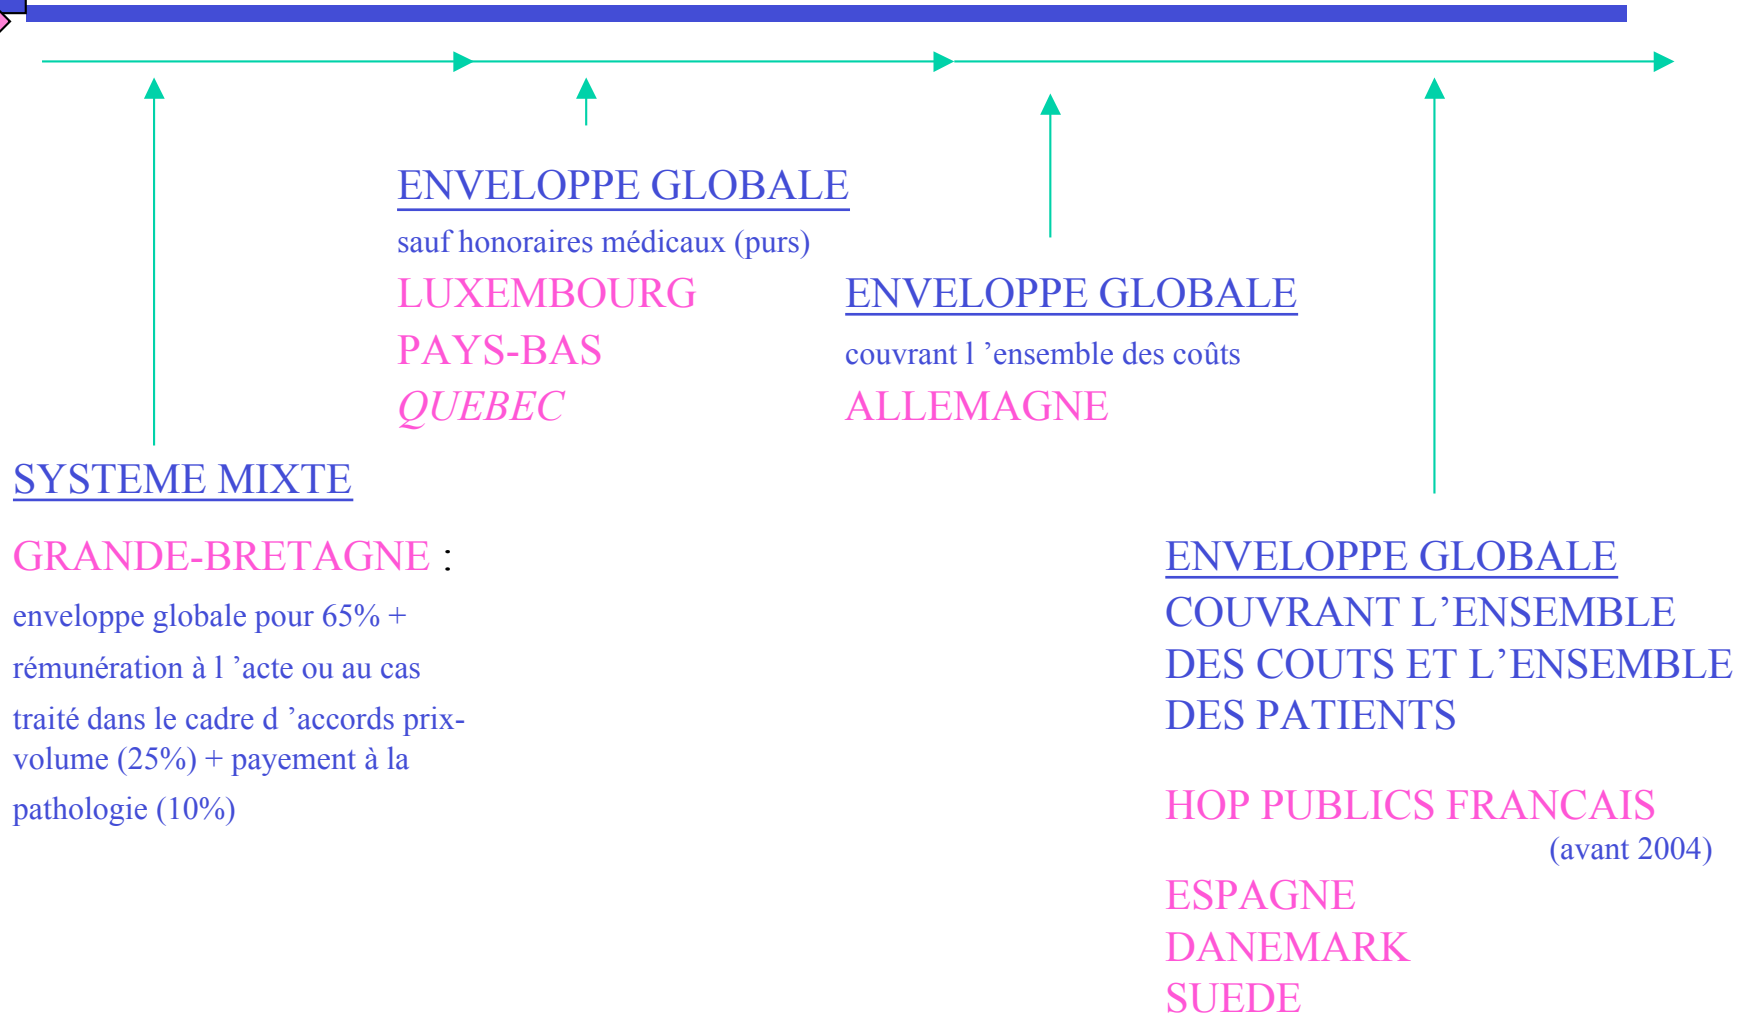 ENVELOPPE GLOBALE
sauf honoraires médicaux (purs)
LUXEMBOURG
PAYS-BAS
QUEBEC
ENVELOPPE GLOBALE
couvrant l ’ensemble des coûts
ALLEMAGNE
SYSTEME MIXTE
GRANDE-BRETAGNE :
enveloppe globale pour 65% +
rémunération à l ’acte ou au cas
traité dans le cadre d ’accords prix-
volume (25%) + payement à la
pathologie (10%)
ENVELOPPE GLOBALE
COUVRANT L’ENSEMBLE
DES COUTS ET L’ENSEMBLE
DES PATIENTS
HOP PUBLICS FRANCAIS
(avant 2004)
ESPAGNE
DANEMARK
SUEDE